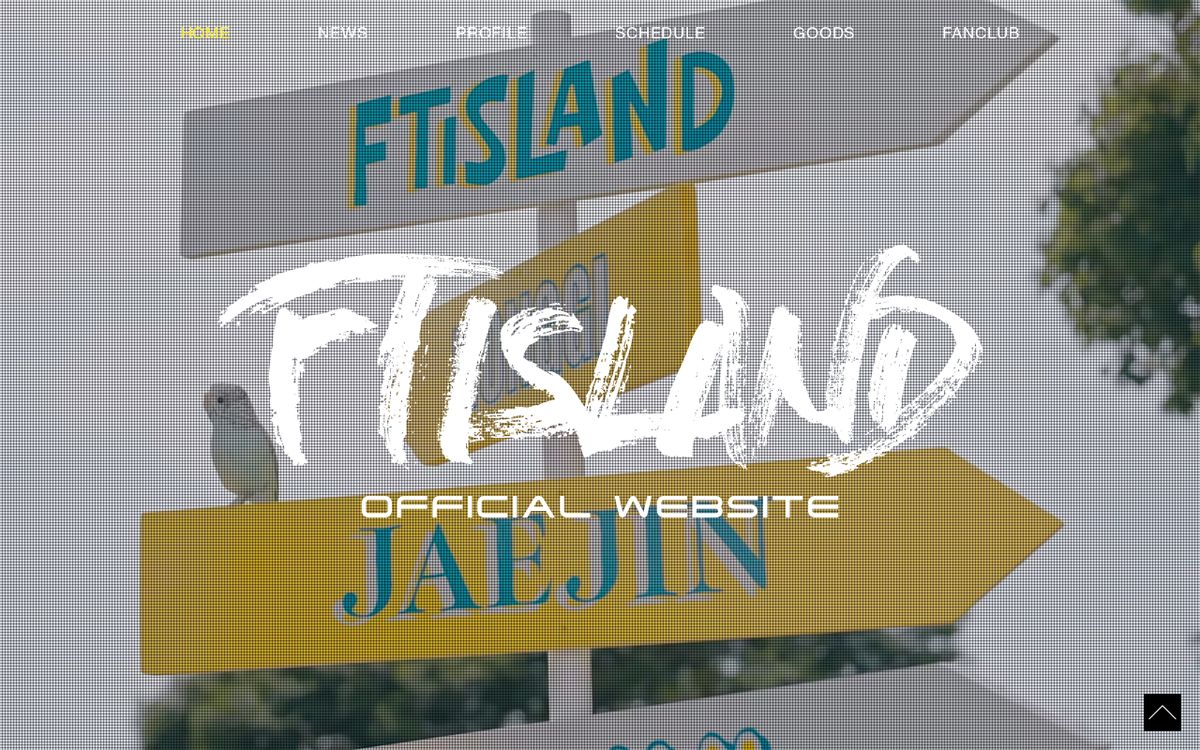 HOME NEWS PROFILE SCHEDULE GOODS FANCLUB
FTISLAND
FTISLAND
OFFICIAL WEBSITE
JAEJIN